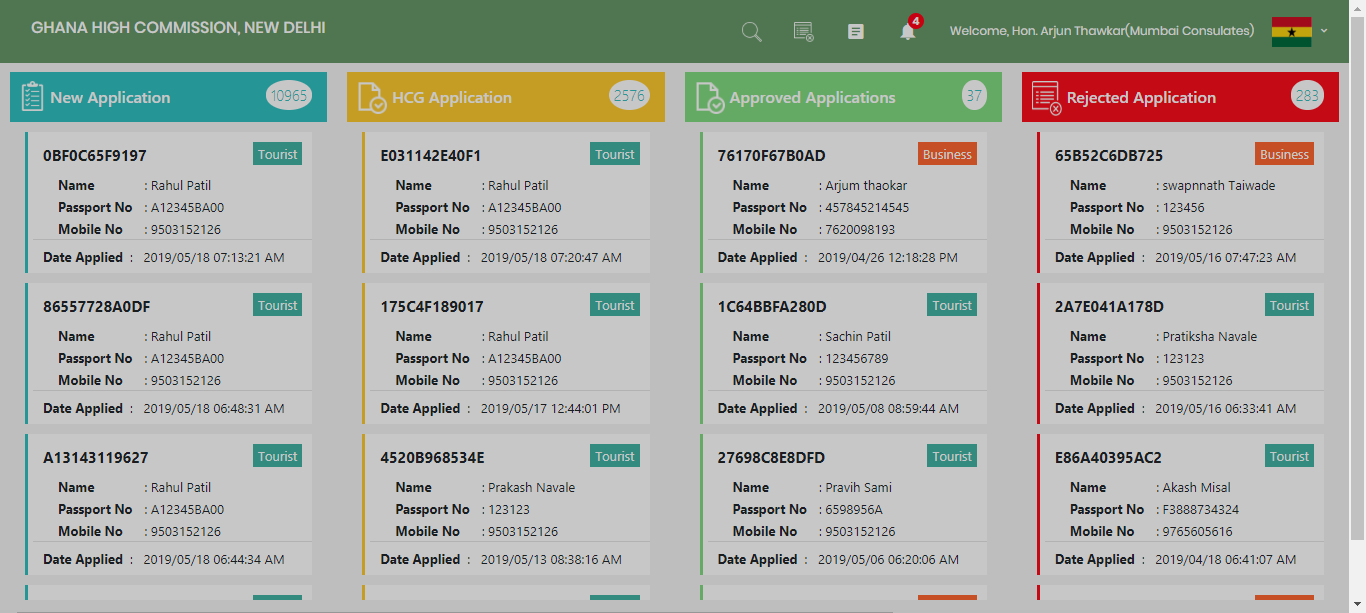 GHANA HIGH COMMISSION, NEW DELHI
4
Welcome, Hon. Arjun Thawkar(Mumbai Consulates)
New Application 10965
0BF0C65F9197 Tourist
Name : Rahul Patil
Passport No : A12345BA00
Mobile No : 9503152126
Date Applied : 2019/05/18 07:13:21 AM
86557728A0DF Tourist
Name : Rahul Patil
Passport No : A12345BA00
Mobile No : 9503152126
Date Applied : 2019/05/18 06:48:31 AM
A13143119627 Tourist
Name : Rahul Patil
Passport No : A12345BA00
Mobile No : 9503152126
Date Applied : 2019/05/18 06:44:34 AM
HCG Application 2576
E031142E40F1 Tourist
Name : Rahul Patil
Passport No : A12345BA00
Mobile No : 9503152126
Date Applied : 2019/05/18 07:20:47 AM
175C4F189017 Tourist
Name : Rahul Patil
Passport No : A12345BA00
Mobile No : 9503152126
Date Applied : 2019/05/17 12:44:01 PM
4520B968534E Tourist
Name : Prakash Navale
Passport No : 123123
Mobile No : 9503152126
Date Applied : 2019/05/13 08:38:16 AM
Approved Applications 37
76170F67B0AD Business
Name : Arjum thaokar
Passport No : 457845214545
Mobile No : 7620098193
Date Applied : 2019/04/26 12:18:28 PM
1C64BBFA280D Tourist
Name : Sachin Patil
Passport No : 123456789
Mobile No : 9503152126
Date Applied : 2019/05/08 08:59:44 AM
27698C8E8DFD Tourist
Name : Pravih Sami
Passport No : 6598956A
Mobile No : 9503152126
Date Applied : 2019/05/06 06:20:06 AM
Rejected Application 283
65B52C6DB725 Business
Name : swapnnath Taiwade
Passport No : 123456
Mobile No : 9503152126
Date Applied : 2019/05/16 07:47:23 AM
2A7E041A178D Tourist
Name : Pratiksha Navale
Passport No : 123123
Mobile No : 9503152126
Date Applied : 2019/05/16 06:33:41 AM
E86A40395AC2 Tourist
Name : Akash Misal
Passport No : F3888734324
Mobile No : 9765605616
Date Applied : 2019/04/18 06:41:07 AM